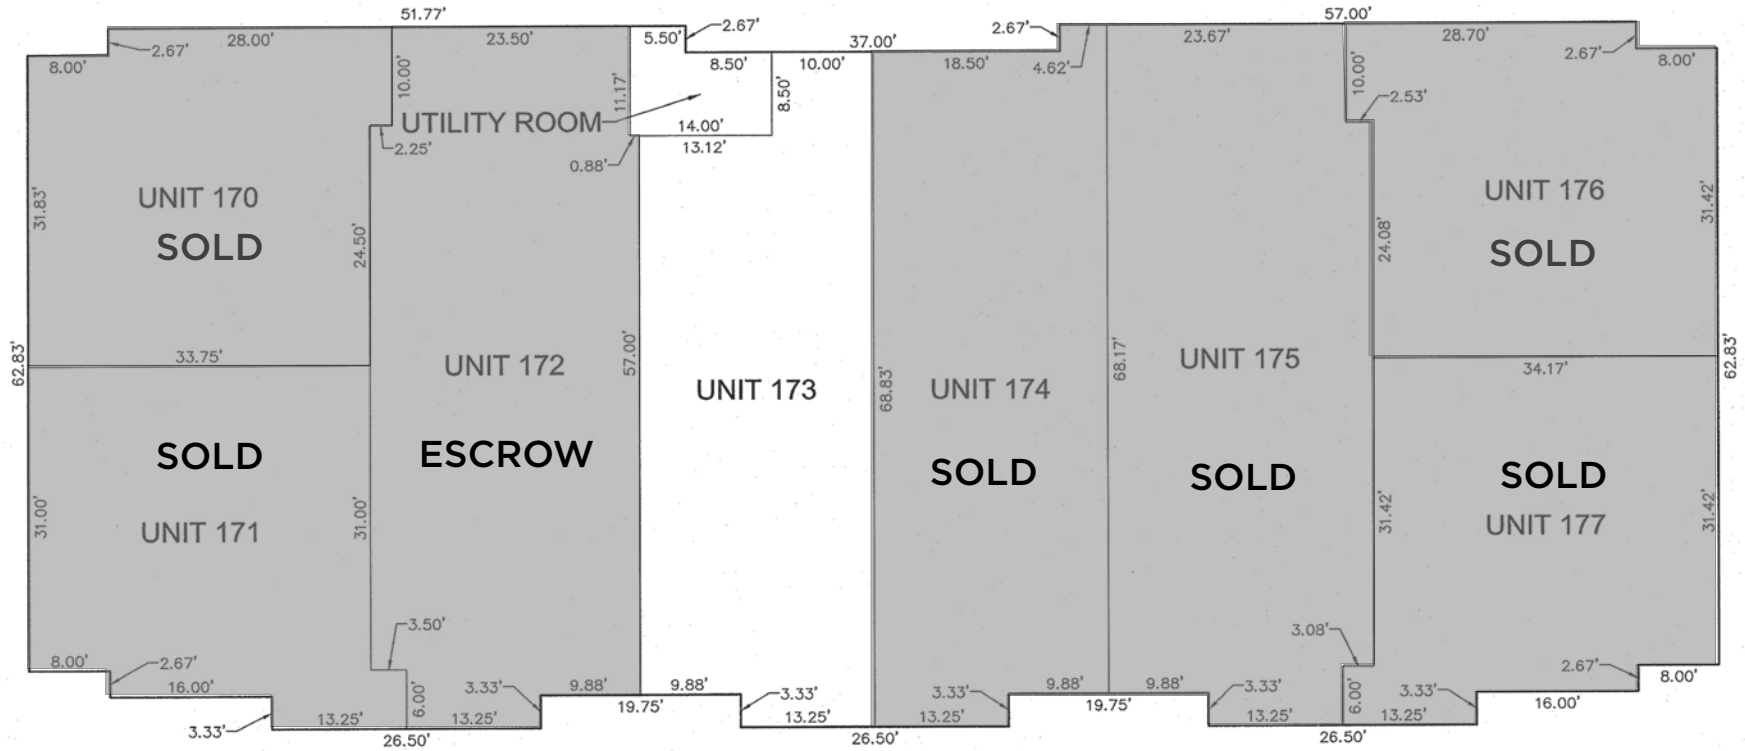 51.77' 57.00'
28.00' 23.50' 5.50' 2.67' 37.00' 2.67' 23.67' 28.70' 2.67'
2.67'
8.00' 8.50' 10.00' 18.50' 4.62' 8.00'
10.00' 11.17' 8.50' 10.00'
2.53'
UTILITY ROOM
14.00'
2.25' 13.12'
0.88'
UNIT 170 UNIT 176
SOLD SOLD
31.83' 24.50' 24.08' 31.42'
33.75' UNIT 172 57.00' 68.17' UNIT 175 34.17'
62.83' 62.83'
UNIT 173 68.83' UNIT 174
SOLD ESCROW SOLD SOLD SOLD
31.00' UNIT 171 31.00' 31.42' UNIT 177 31.42'
3.50' 3.08'
8.00' 2.67' 2.67' 8.00'
16.00' 6.00' 3.33' 9.88' 9.88' 3.33' 3.33' 9.88' 9.88' 3.33' 6.00' 3.33' 16.00'
19.75' 19.75'
3.33' 13.25' 13.25' 13.25' 13.25' 13.25' 13.25'
26.50' 26.50' 26.50'